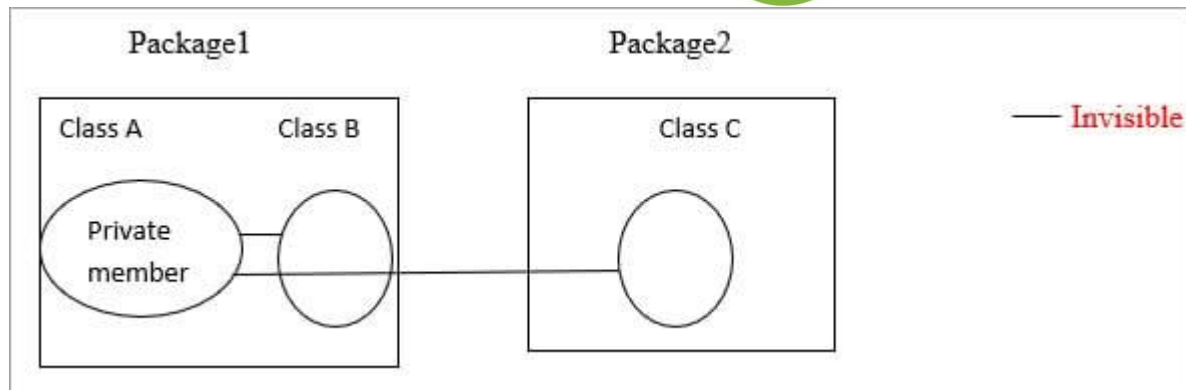 Package1
Package2
Class A
Class B
Class C
Invisible
Private
member